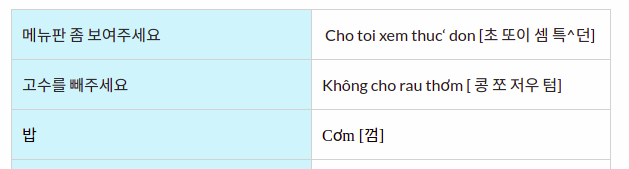 메뉴판 좀 보여주세요 Cho toi xem thuc‘ don [초 또이 셈 특^던]
고수를 빼주세요 Không cho rau thơm [ 콩 쪼 저우 텀]
밥 Cơm [껌]